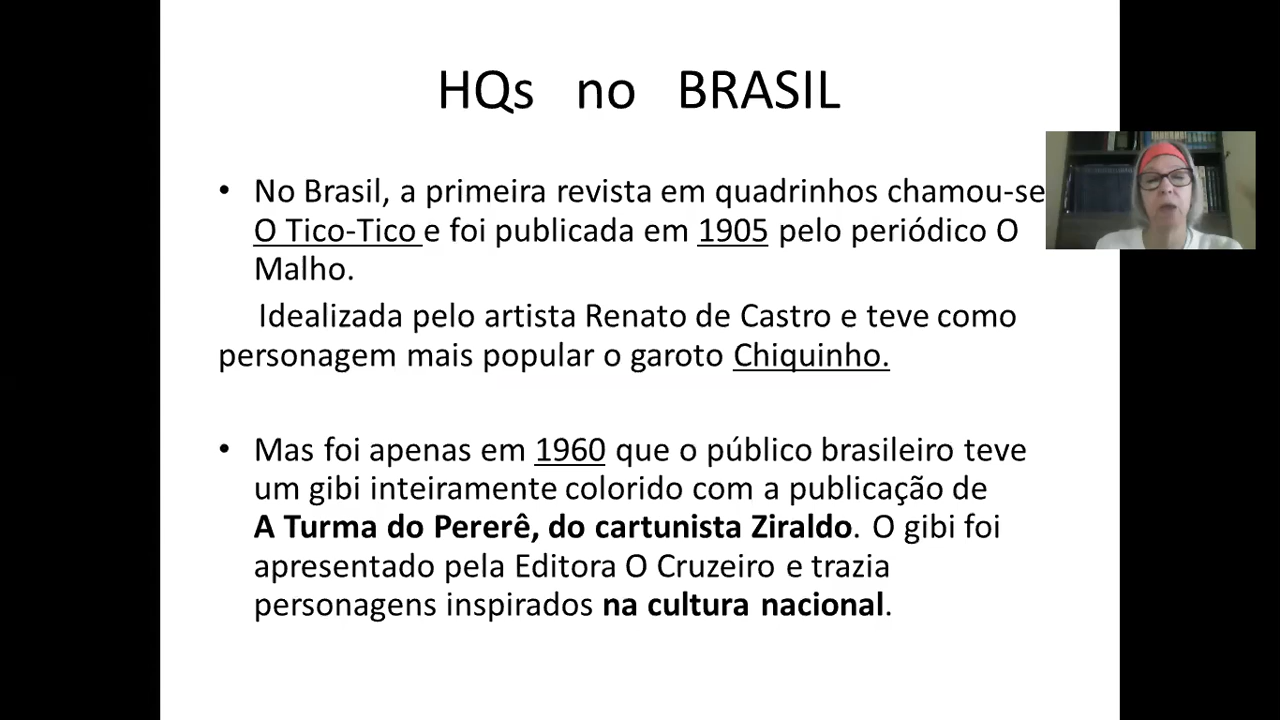 HQs no BRASIL
• No Brasil, a primeira revista em quadrinhos chamou-se
O Tico-Tico e foi publicada em 1905 pelo periódico O
Malho.
Idealizada pelo artista Renato de Castro e teve como
personagem mais popular o garoto Chiquinho.
• Mas foi apenas em 1960 que o público brasileiro teve
um gibi inteiramente colorido com a publicação de
A Turma do Pererê, do cartunista Ziraldo. O gibi foi
apresentado pela Editora O Cruzeiro e trazia
personagens inspirados na cultura nacional.